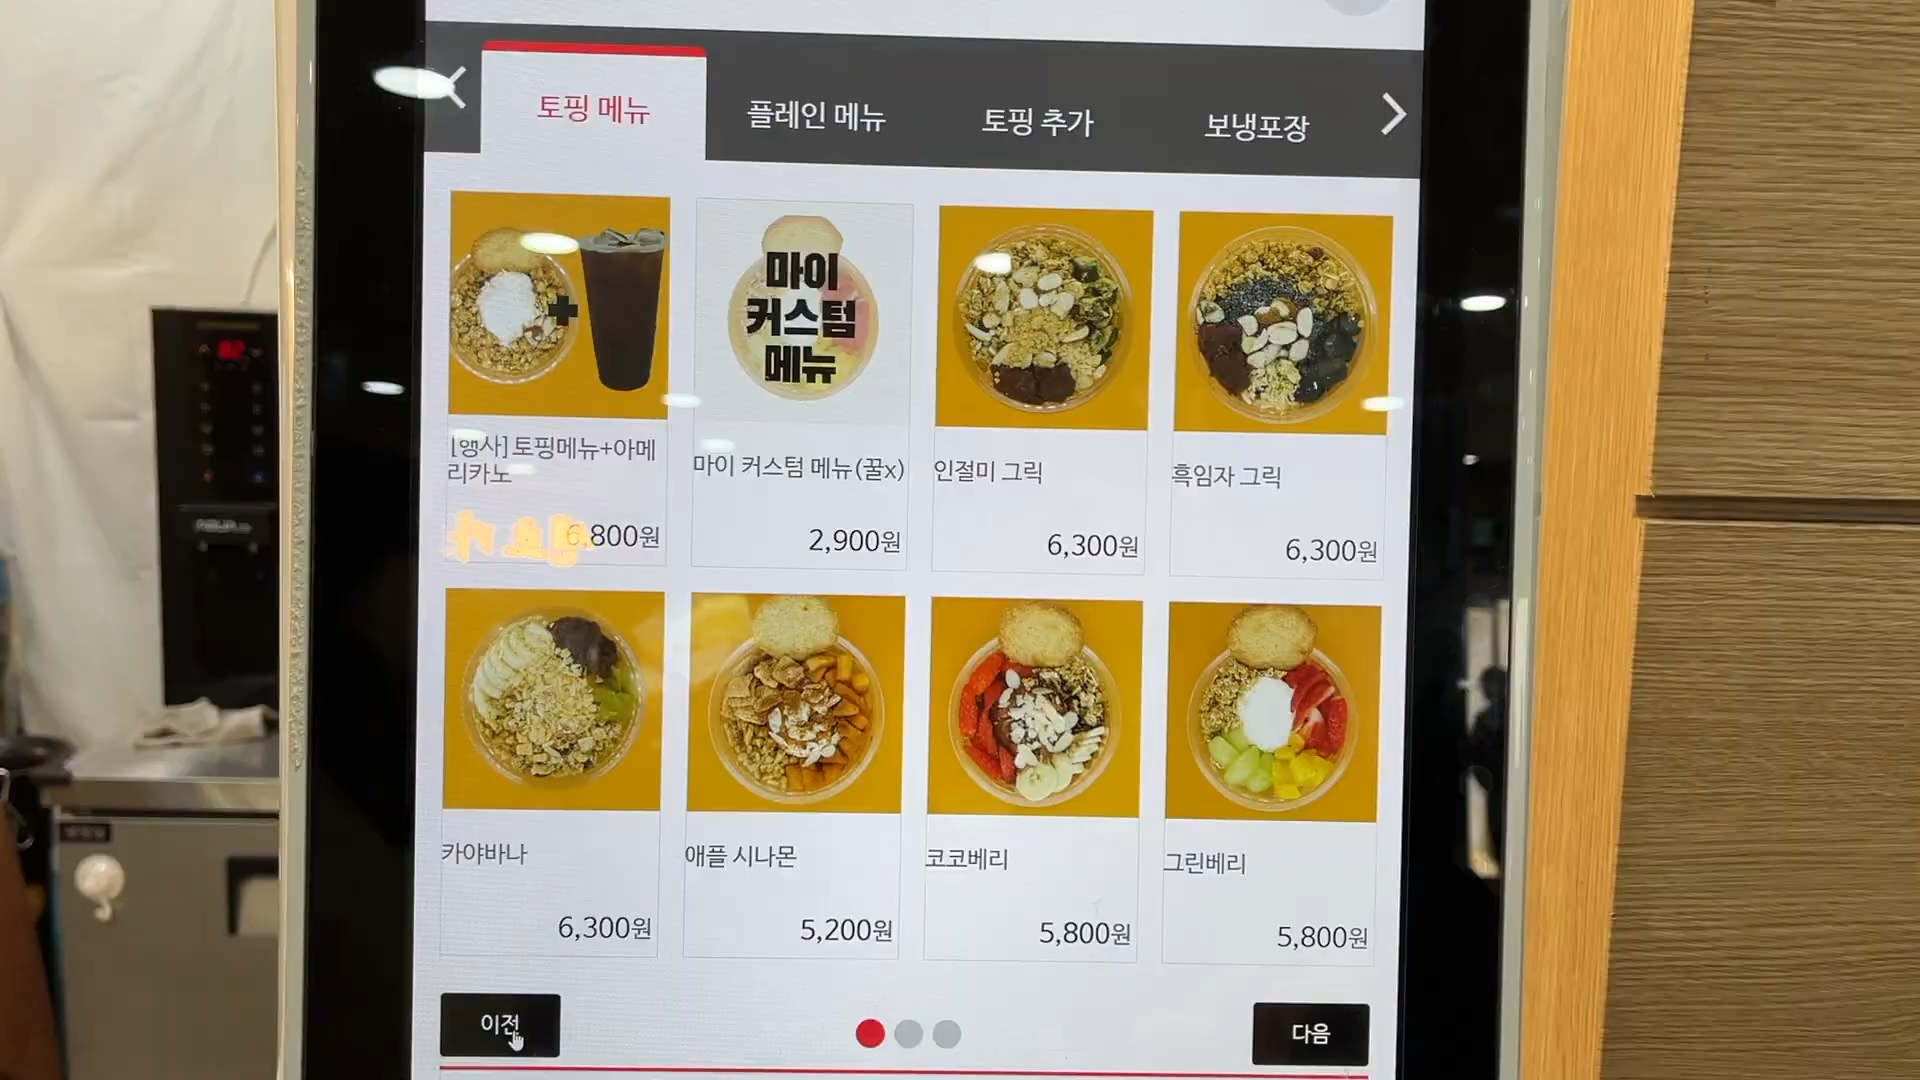 토핑 메뉴
플레인 메뉴
토핑 추가
보냉포장
마이
커스텀
메뉴
[행사]토핑메뉴+아메
리카노
6,800원
마이 커스텀 메뉴(꿀x)
2,900원
인절미 그릭
6,300원
흑임자 그릭
6,300원
카야바나
6,300원
애플 시나몬
5,200원
코코베리
5,800원
그린베리
5,800원
이전
다음